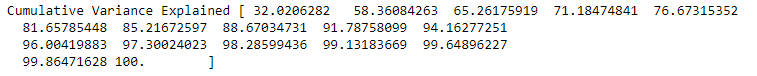 Cumulative Variance Explained [ 32.0206282   58.36084263  65.26175919  71.18474841  76.67315352
  81.65785448  85.21672597  88.67034731  91.78758099  94.16277251
  96.00419883  97.30024023  98.28599436  99.13183669  99.64896227
  99.86471628 100.        ]